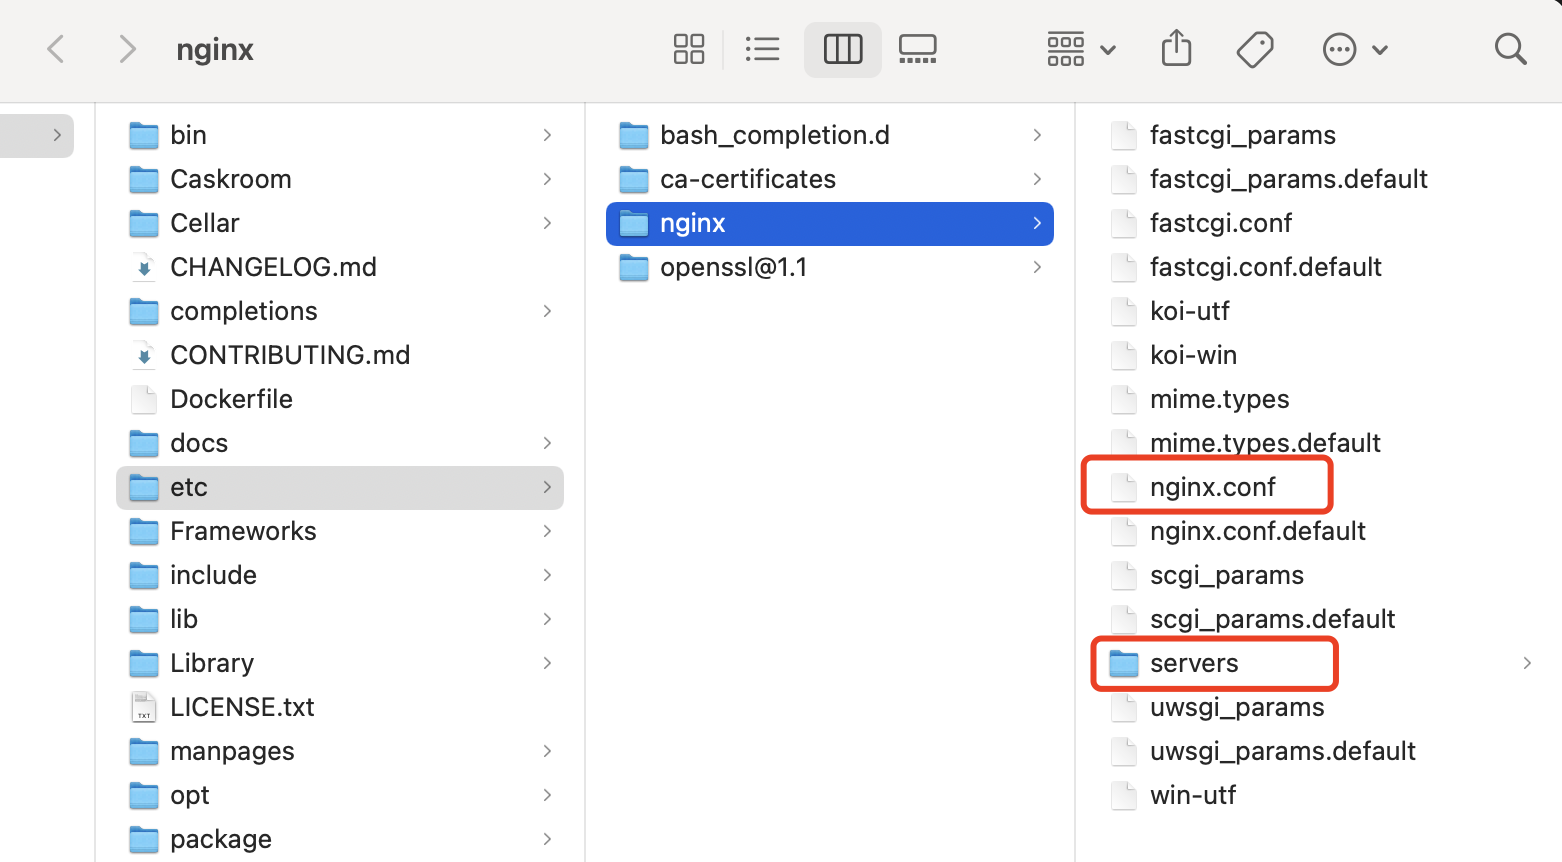 nginx
bin
Caskroom
Cellar
CHANGELOG.md
completions
CONTRIBUTING.md
Dockerfile
docs
etc
Frameworks
include
lib
Library
TXT
LICENSE.txt
manpages
opt
package
bash_completion.d
ca-certificates
nginx
openssl@1.1
fastcgi_params
fastcgi_params.default
fastcgi.conf
fastcgi.conf.default
koi-utf
koi-win
mime.types
mime.types.default
nginx.conf
nginx.conf.default
scgi_params
scgi_params.default
servers
uwsgi_params
uwsgi_params.default
win-utf